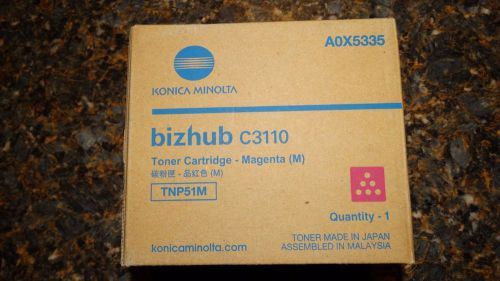 A0X5335
KONICA MINOLTA
bizhub C3110
Toner Cartridge - Magenta (M)
碳粉匣 - 品紅色 (M)
TNP51M
Quantity - 1
TONER MADE IN JAPAN
konicaminolta.com
ASSEMBLED IN MALAYSIA